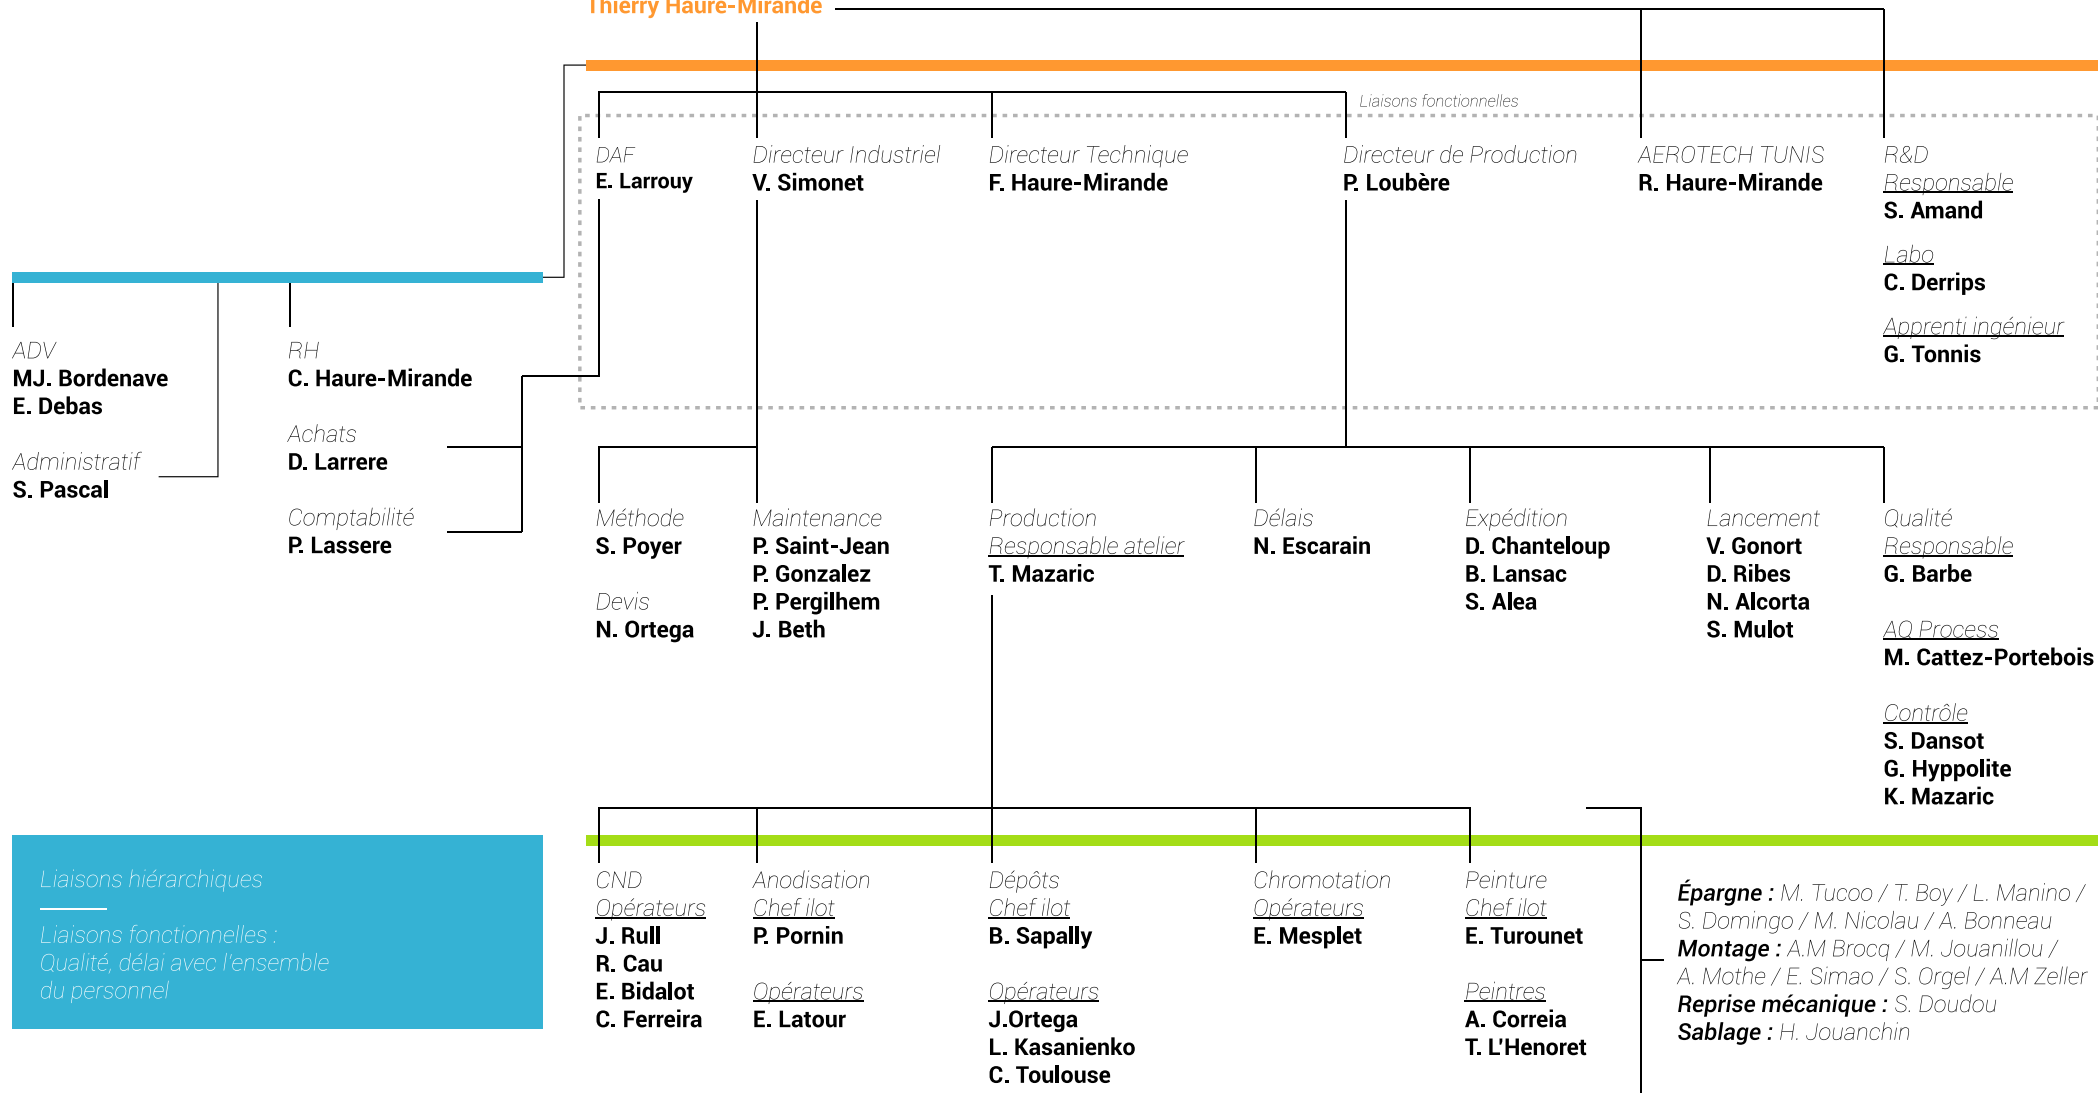 Thierry Haure-Mirande
Liaisons fonctionnelles
DAF
E. Larrouy
Directeur Industriel
V. Simonet
Directeur Technique
F. Haure-Mirande
Directeur de Production
P. Loubère
AEROTECH TUNIS
R. Haure-Mirande
R&D
Responsable
S. Amand
Labo
C. Derrips
Apprenti ingénieur
G. Tonnis
ADV
MJ. Bordenave
E. Debas
Administratif
S. Pascal
RH
C. Haure-Mirande
Achats
D. Larrere
Comptabilité
P. Lassere
Méthode
S. Poyer
Devis
N. Ortega
Maintenance
P. Saint-Jean
P. Gonzalez
P. Pergilhem
J. Beth
Production
Responsable atelier
T. Mazaric
Délais
N. Escarain
Expédition
D. Chanteloup
B. Lansac
S. Alea
Lancement
V. Gonort
D. Ribes
N. Alcorta
S. Mulot
Qualité
Responsable
G. Barbe
AQ Process
M. Cattez-Portebois
Contrôle
S. Dansot
G. Hyppolite
K. Mazaric
Liaisons hiérarchiques
Liaisons fonctionnelles :
Qualité, délai avec l'ensemble
du personnel
CND
Opérateurs
J. Rull
R. Cau
E. Bidalot
C. Ferreira
Anodisation
Chef ilot
P. Pornin
Opérateurs
E. Latour
Dépôts
Chef ilot
B. Sapally
Opérateurs
J.Ortega
L. Kasanienko
C. Toulouse
Chromotation
Opérateurs
E. Mesplet
Peinture
Chef ilot
E. Turounet
Peintres
A. Correia
T. L'Henoret
Épargne : M. Tucoo / T. Boy / L. Manino /
S. Domingo / M. Nicolau / A. Bonneau
Montage : A.M Brocq / M. Jouanillou /
A. Mothe / E. Simao / S. Orgel / A.M Zeller
Reprise mécanique : S. Doudou
Sablage : H. Jouanchin